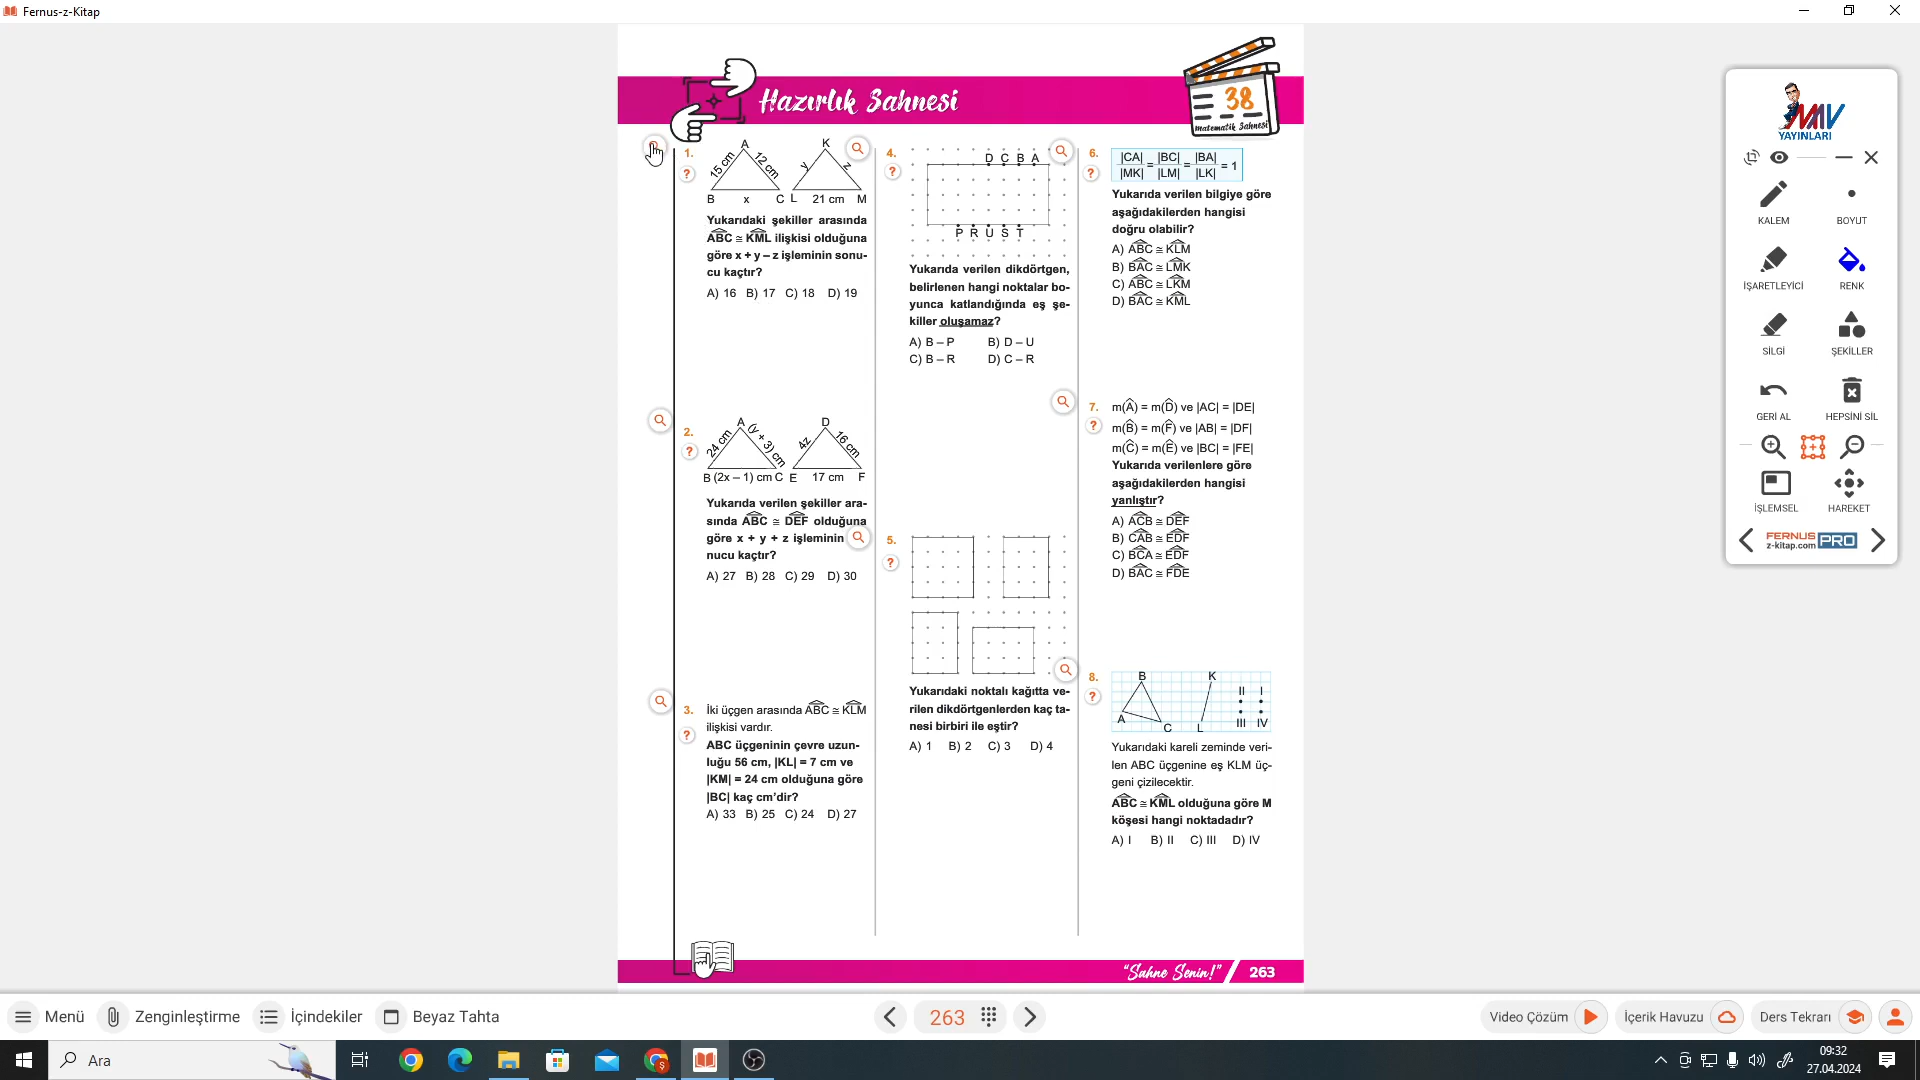 Fernus-z-Kitap
Hazırlık Sahnesi
38
matematik Sahnesi
1.
?
A
15 cm
12 cm
B
x
C
K
y
z
L
21 cm
M
Yukarıdaki şekiller arasında
ABC ≅ KML ilişkisi olduğuna
göre x + y – z işleminin sonu-
cu kaçtır?
A) 16 B) 17 C) 18 D) 19
2.
?
A
24 cm
(y + 3) cm
B (2x – 1) cm C
D
4z
16 cm
E 17 cm F
Yukarıda verilen şekiller ara-
sında ABC ≅ DEF olduğuna
göre x + y + z işleminin
nucu kaçtır?
A) 27 B) 28 C) 29 D) 30
3.
?
İki üçgen arasında ABC ≅ KLM
ilişkisi vardır.
ABC üçgeninin çevre uzun-
luğu 56 cm, |KL| = 7 cm ve
|KM| = 24 cm olduğuna göre
|BC| kaç cm'dir?
A) 33 B) 25 C) 24 D) 27
4.
?
D C B A
P R U S T
Yukarıda verilen dikdörtgen,
belirlenen hangi noktalar bo-
yunca katlandığında eş şe-
killer oluşamaz?
A) B – P B) D – U
C) B – R D) C – R
5.
?
Yukarıdaki noktalı kağıtta ve-
rilen dikdörtgenlerden kaç ta-
nesi birbiri ile eştir?
A) 1 B) 2 C) 3 D) 4
6.
?
|CA| / |MK| = |BC| / |LM| = |BA| / |LK| = 1
Yukarıda verilen bilgiye göre
aşağıdakilerden hangisi
doğru olabilir?
A) ABC ≅ KLM
B) BAC ≅ LMK
C) ABC ≅ LKM
D) BAC ≅ KML
7.
?
m(A) = m(D) ve |AC| = |DE|
m(B) = m(F) ve |AB| = |DF|
m(C) = m(E) ve |BC| = |FE|
Yukarıda verilenlere göre
aşağıdakilerden hangisi
yanlıştır?
A) ACB ≅ DEF
B) CAB ≅ EDF
C) BCA ≅ EDF
D) BAC ≅ FDE
8.
?
B
A
C
K
L
II I
III IV
Yukarıdaki kareli zeminde veri-
len ABC üçgenine eş KLM üç-
geni çizilecektir.
ABC ≅ KML olduğuna göre M
köşesi hangi noktadadır?
A) I B) II C) III D) IV
"Sahne Senin!" 263
MAV
YAYINLARI
KALEM
BOYUT
İŞARETLEYİCİ
RENK
SİLGİ
ŞEKİLLER
GERİ AL
HEPSİNİ SİL
İŞLEMSEL
HAREKET
FERNUS
z-kitap.com
PRO
Menü
Zenginleştirme
İçindekiler
Beyaz Tahta
263
Video Çözüm
İçerik Havuzu
Ders Tekrarı
Ara
09:32
27.04.2024